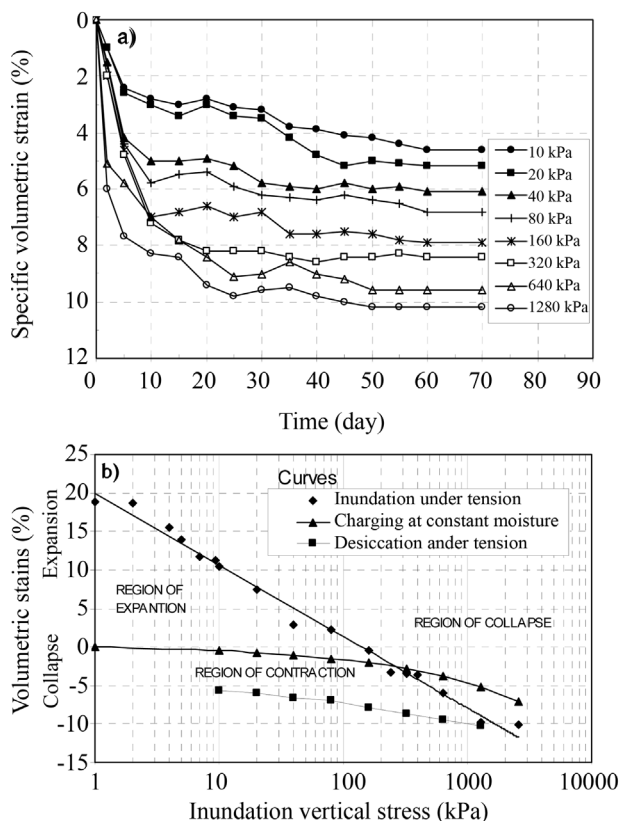 a)
Specific volumetric strain (%)
0
2
4
6
8
10
12
0 10 20 30 40 50 60 70 80 90
Time (day)
10 kPa
20 kPa
40 kPa
80 kPa
160 kPa
320 kPa
640 kPa
1280 kPa
b)
Volumetric stains (%)
Collapse Expansion
25
20
15
10
5
0
-5
-10
-15
Curves
Inundation under tension
Charging at constant moisture
Desiccation under tension
REGION OF
EXPANTION
REGION OF COLLAPSE
REGION OF CONTRACTION
1 10 100 1000 10000
Inundation vertical stress (kPa)